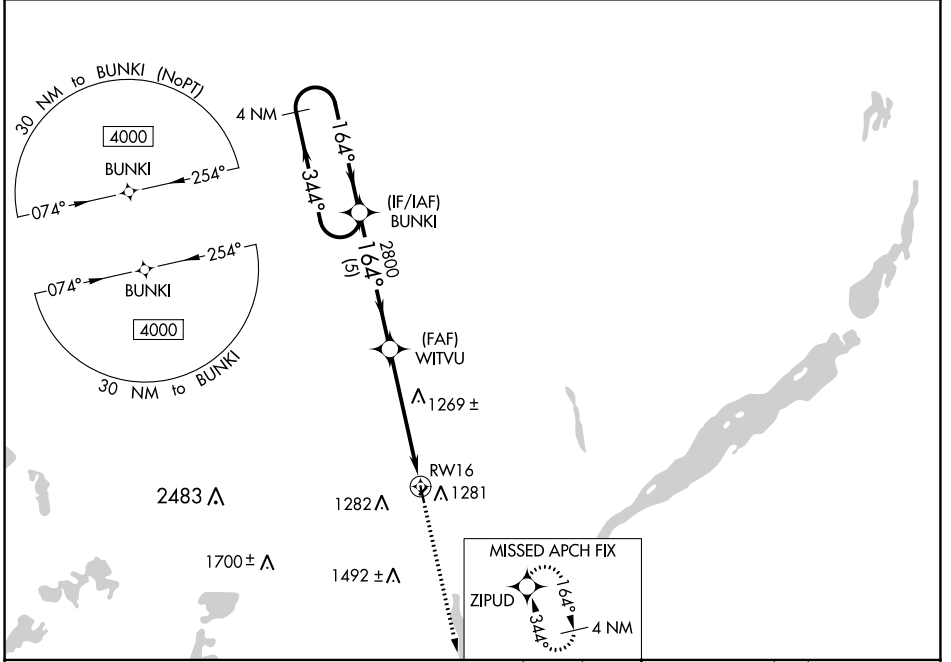 30 NM to BUNKI (NoPT)
4000
BUNKI
074°
254°
074°
254°
BUNKI
4000
30 NM to BUNKI
4 NM
164°
344°
(IF/IAF)
BUNKI
2800
164°
(5)
(FAF)
WITVU
1269 ±
RW16
1281
2483
1282
1700 ±
1492 ±
MISSED APCH FIX
ZIPUD
164°
344°
4 NM